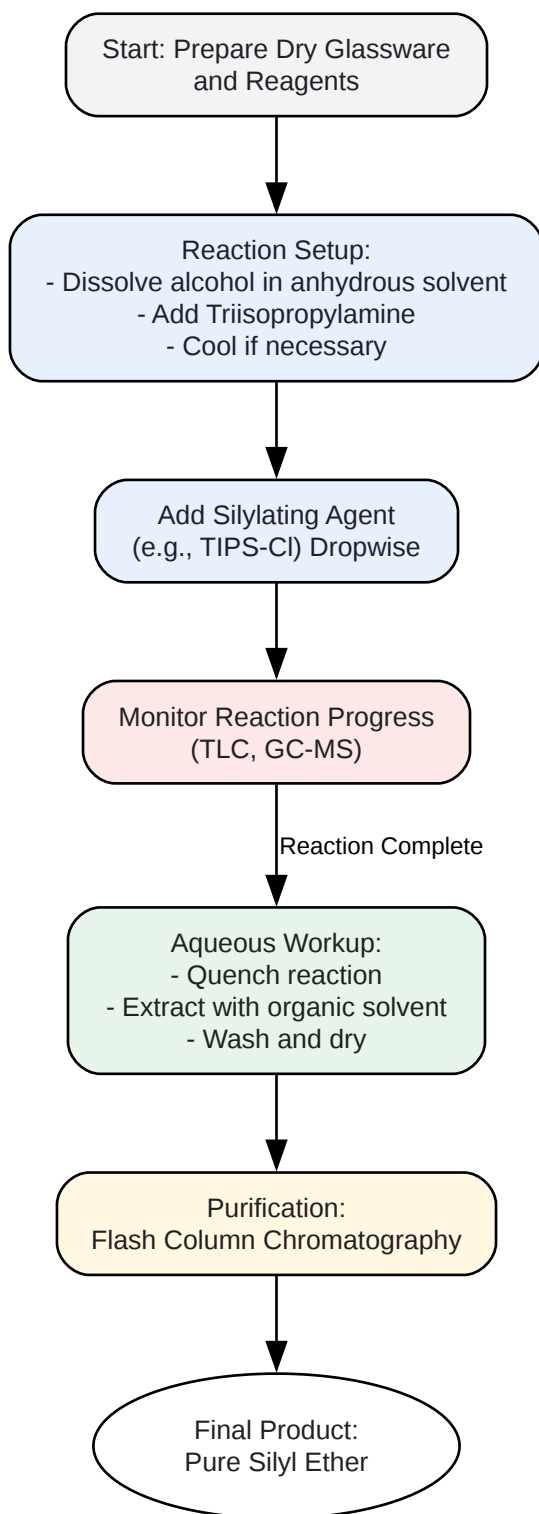 Start: Prepare Dry Glassware
and Reagents
Reaction Setup:
- Dissolve alcohol in anhydrous solvent
- Add Triisopropylamine
- Cool if necessary
Add Silylating Agent
(e.g., TIPS-Cl) Dropwise
Monitor Reaction Progress
(TLC, GC-MS)
Reaction Complete
Aqueous Workup:
- Quench reaction
- Extract with organic solvent
- Wash and dry
Purification:
Flash Column Chromatography
Final Product:
Pure Silyl Ether